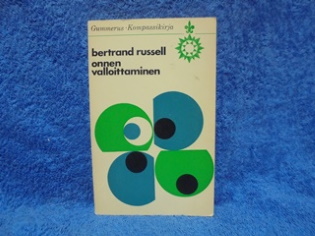 Gummerus · Kompassikirja
bertrand russell
onnen
valloittaminen